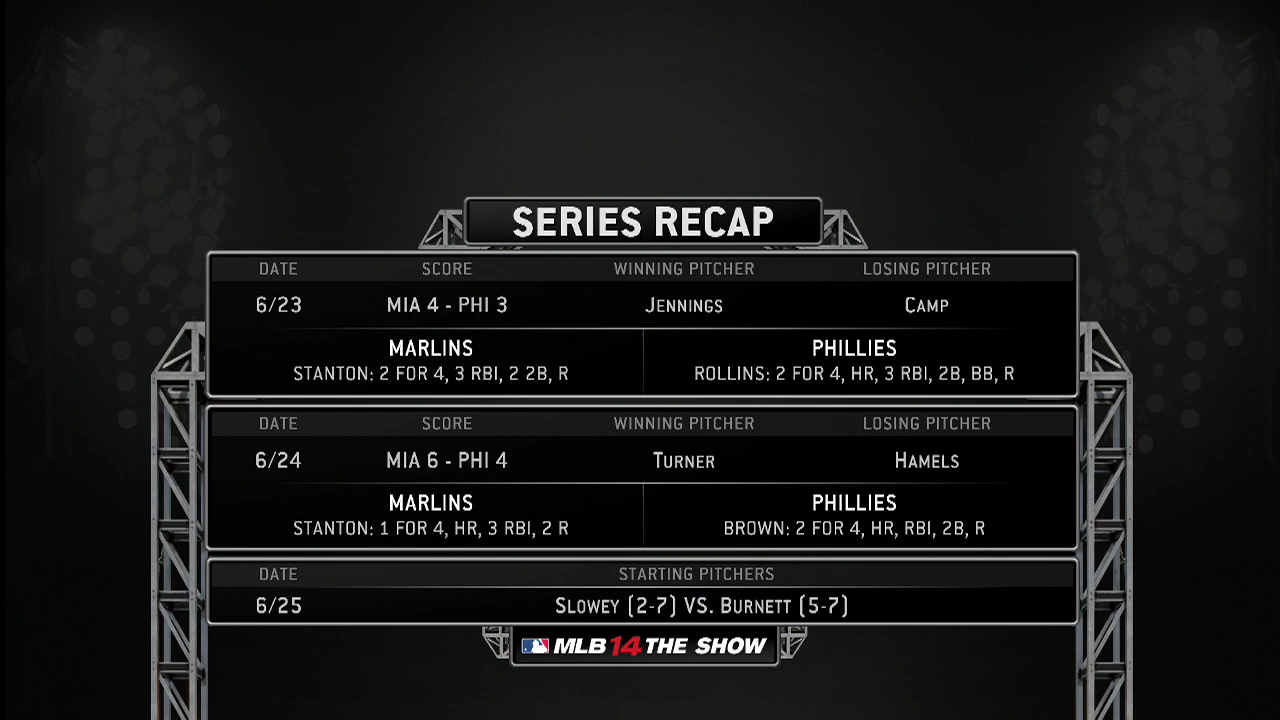 SERIES RECAP
DATE SCORE WINNING PITCHER LOSING PITCHER
6/23 MIA 4 - PHI 3 JENNINGS CAMP
MARLINS PHILLIES
STANTON: 2 FOR 4, 3 RBI, 2 2B, R ROLLINS: 2 FOR 4, HR, 3 RBI, 2B, BB, R
DATE SCORE WINNING PITCHER LOSING PITCHER
6/24 MIA 6 - PHI 4 TURNER HAMELS
MARLINS PHILLIES
STANTON: 1 FOR 4, HR, 3 RBI, 2 R BROWN: 2 FOR 4, HR, RBI, 2B, R
DATE STARTING PITCHERS
6/25 SLOWEY (2-7) VS. BURNETT (5-7)
MLB 14 THE SHOW